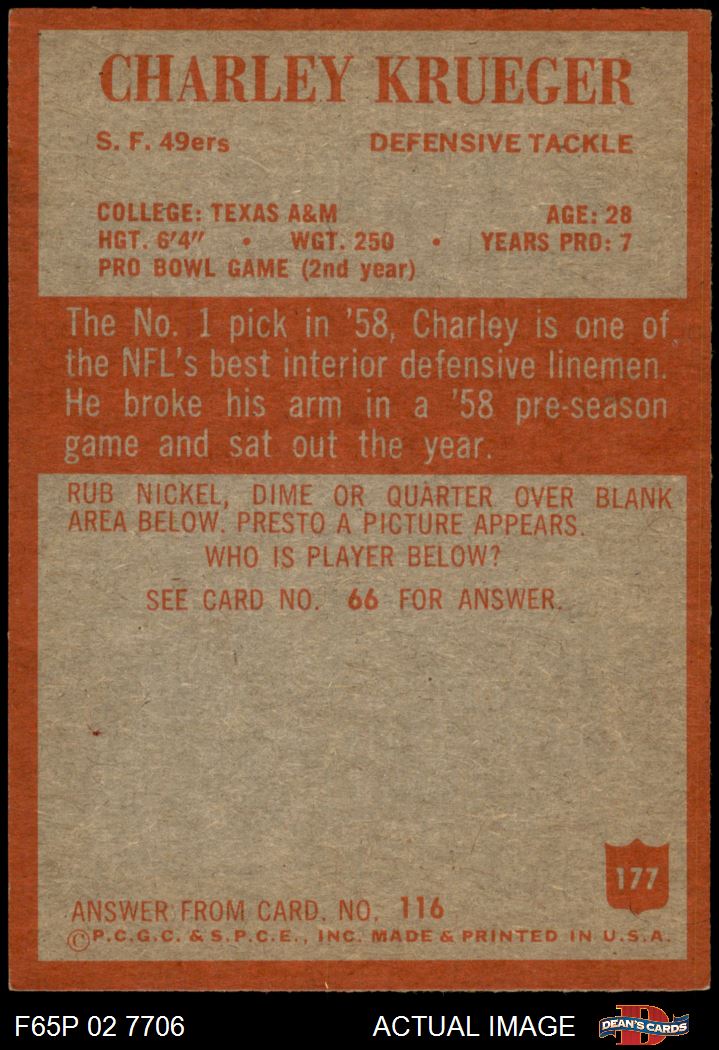 CHARLEY KRUEGER
S. F. 49ers DEFENSIVE TACKLE
COLLEGE: TEXAS A&M AGE: 28
HGT. 6'4" • WGT. 250 • YEARS PRO: 7
PRO BOWL GAME (2nd year)
The No. 1 pick in '58, Charley is one of
the NFL's best interior defensive linemen.
He broke his arm in a '58 pre-season
game and sat out the year.
RUB NICKEL, DIME OR QUARTER OVER BLANK
AREA BELOW. PRESTO A PICTURE APPEARS.
WHO IS PLAYER BELOW?
SEE CARD NO. 66 FOR ANSWER.
177
ANSWER FROM CARD. NO. 116
©P.C.G.C. & S.P.C.E., INC. MADE & PRINTED IN U.S.A.
F65P 02 7706 ACTUAL IMAGE D DEAN'S CARDS